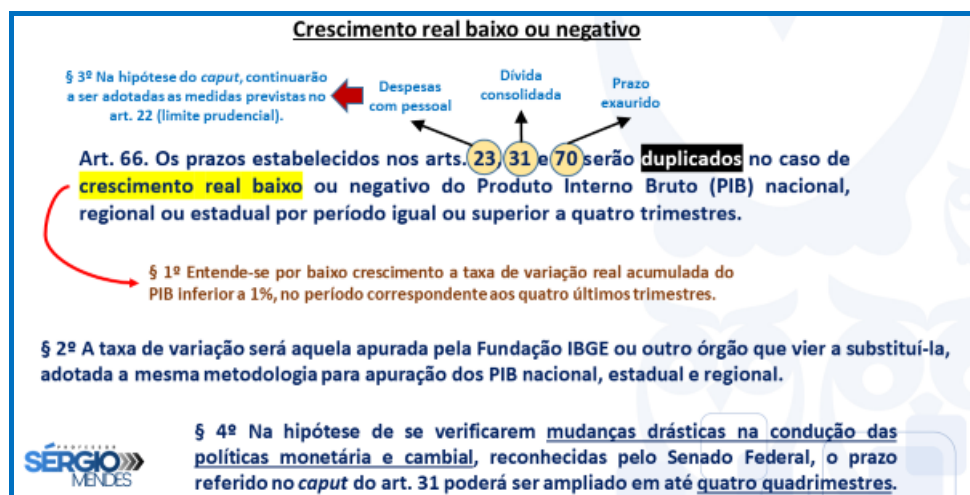 Crescimento real baixo ou negativo
§ 3º Na hipótese do caput, continuarão
a ser adotadas as medidas previstas no
art. 22 (limite prudencial).
Despesas
com pessoal
Dívida
consolidada
Prazo
exaurido
Art. 66. Os prazos estabelecidos nos arts. 23, 31 e 70 serão duplicados no caso de
crescimento real baixo ou negativo do Produto Interno Bruto (PIB) nacional,
regional ou estadual por período igual ou superior a quatro trimestres.
§ 1º Entende-se por baixo crescimento a taxa de variação real acumulada do
PIB inferior a 1%, no período correspondente aos quatro últimos trimestres.
§ 2º A taxa de variação será aquela apurada pela Fundação IBGE ou outro órgão que vier a substituí-la,
adotada a mesma metodologia para apuração dos PIB nacional, estadual e regional.
§ 4º Na hipótese de se verificarem mudanças drásticas na condução das
políticas monetária e cambial, reconhecidas pelo Senado Federal, o prazo
referido no caput do art. 31 poderá ser ampliado em até quatro quadrimestres.
PROFESSOR
SÉRGIO
MENDES